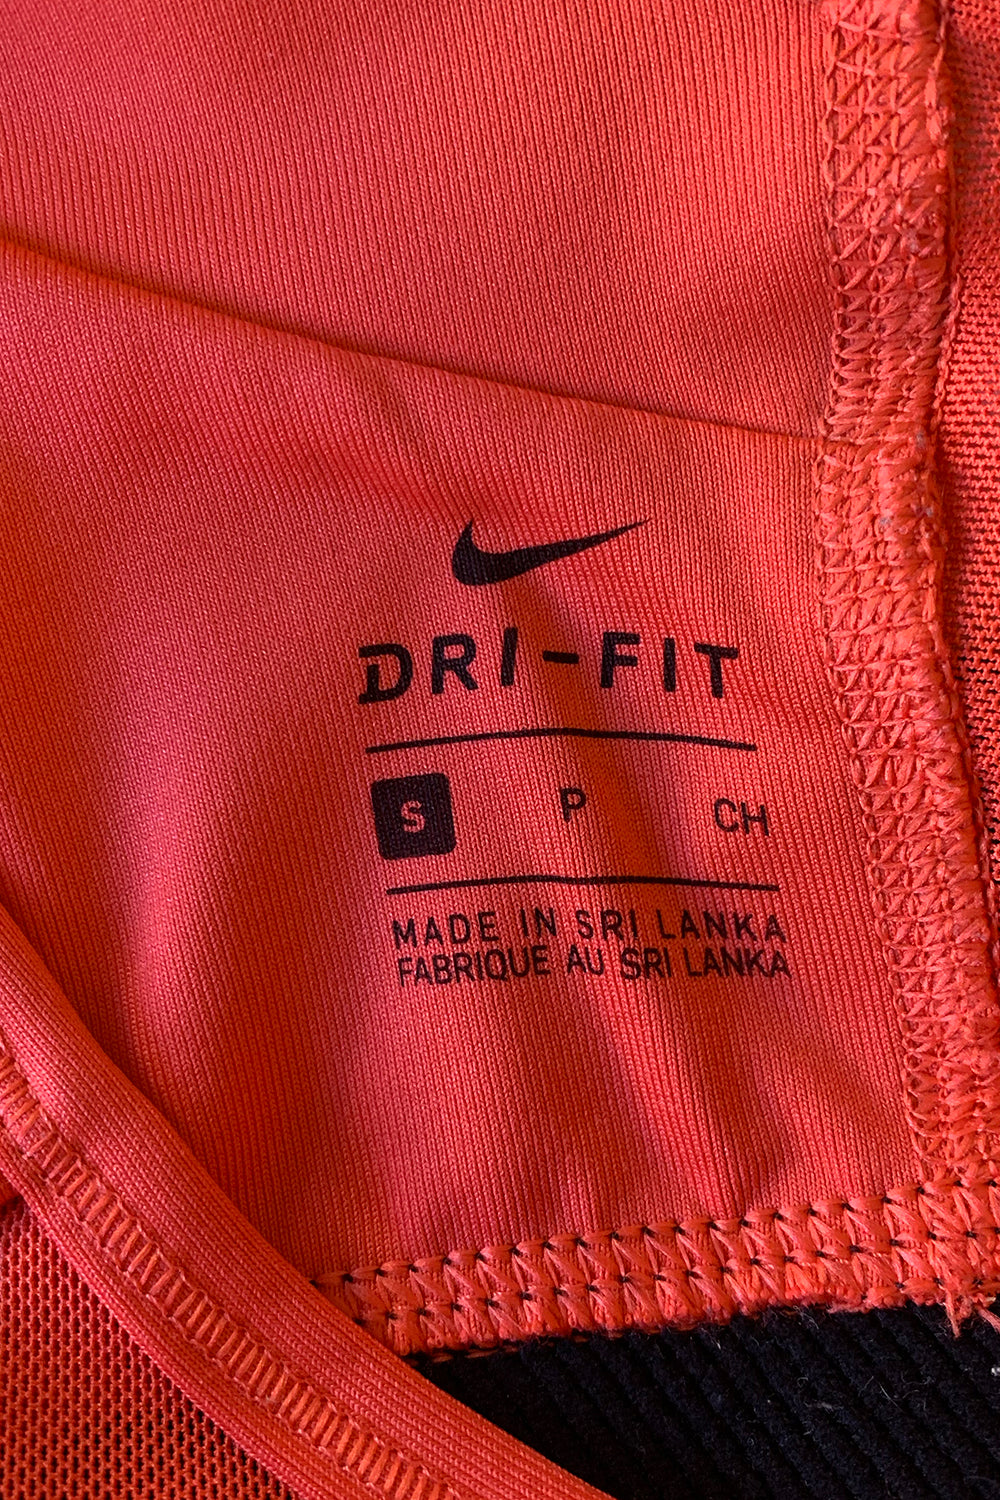 DRI-FIT
S P CH
MADE IN SRI LANKA
FABRIQUE AU SRI LANKA